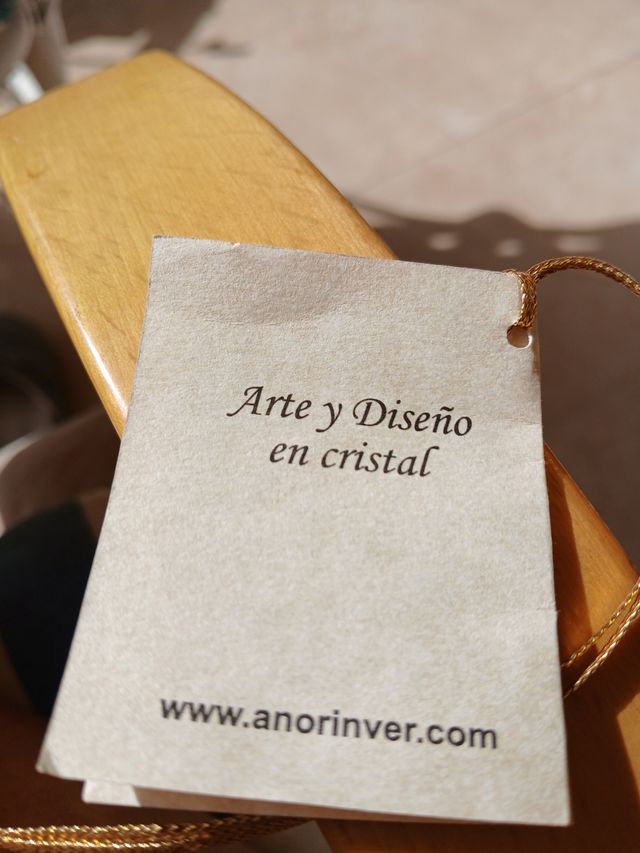 Arte y Diseño
en cristal
www.anorinver.com